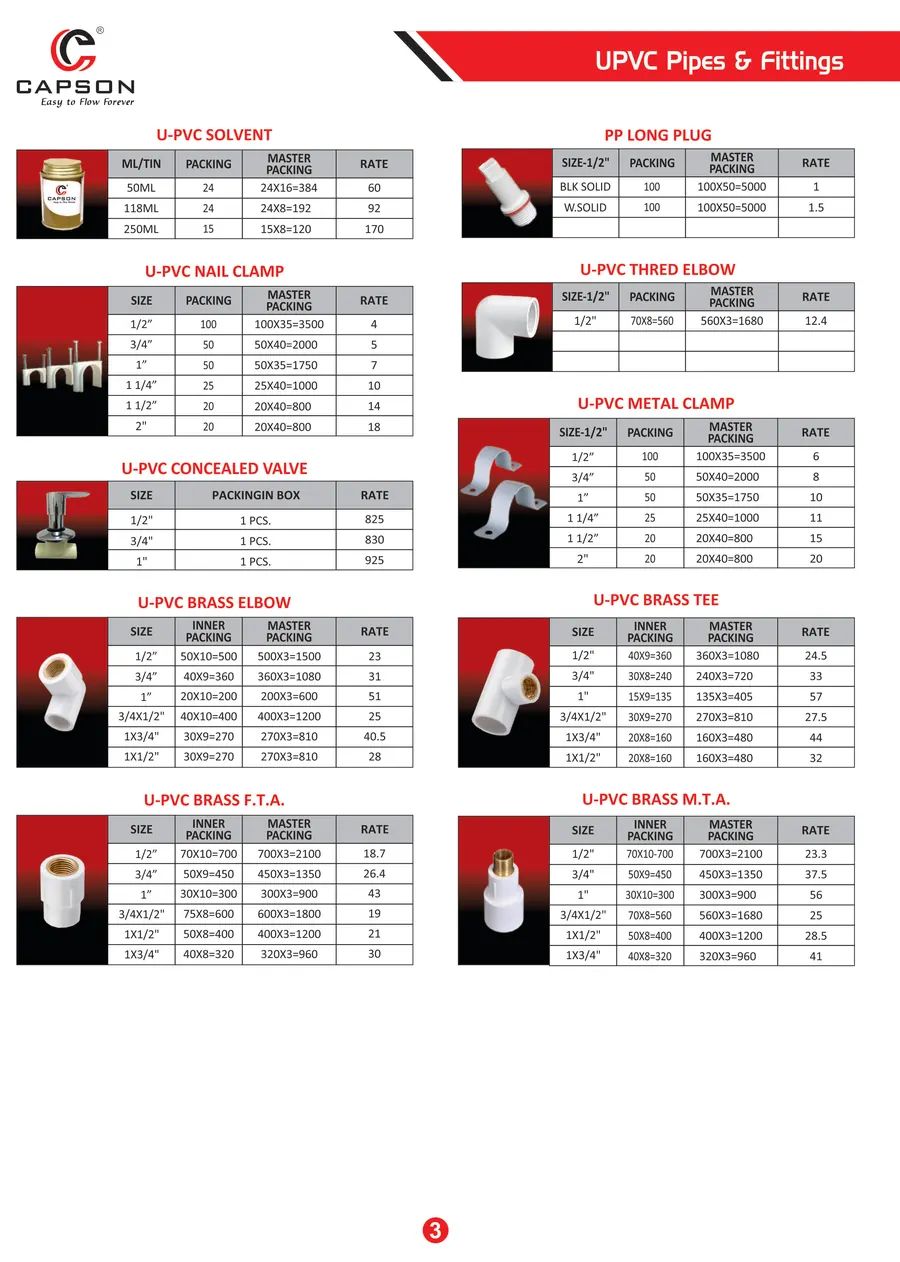 ®
CAPSON
Easy to Flow Forever
UPVC Pipes & Fittings
U-PVC SOLVENT
ML/TIN PACKING MASTER PACKING RATE
50ML 24 24X16=384 60
118ML 24 24X8=192 92
250ML 15 15X8=120 170
CAPSON
PP LONG PLUG
SIZE-1/2" PACKING MASTER PACKING RATE
BLK SOLID 100 100X50=5000 1
W.SOLID 100 100X50=5000 1.5
U-PVC NAIL CLAMP
SIZE PACKING MASTER PACKING RATE
1/2” 100 100X35=3500 4
3/4” 50 50X40=2000 5
1” 50 50X35=1750 7
1 1/4” 25 25X40=1000 10
1 1/2” 20 20X40=800 14
2" 20 20X40=800 18
U-PVC THRED ELBOW
SIZE-1/2" PACKING MASTER PACKING RATE
1/2" 70X8=560 560X3=1680 12.4
U-PVC CONCEALED VALVE
SIZE PACKINGIN BOX RATE
1/2" 1 PCS. 825
3/4" 1 PCS. 830
1" 1 PCS. 925
U-PVC METAL CLAMP
SIZE-1/2" PACKING MASTER PACKING RATE
1/2” 100 100X35=3500 6
3/4” 50 50X40=2000 8
1” 50 50X35=1750 10
1 1/4” 25 25X40=1000 11
1 1/2” 20 20X40=800 15
2" 20 20X40=800 20
U-PVC BRASS ELBOW
SIZE INNER PACKING MASTER PACKING RATE
1/2” 50X10=500 500X3=1500 23
3/4” 40X9=360 360X3=1080 31
1” 20X10=200 200X3=600 51
3/4X1/2" 40X10=400 400X3=1200 25
1X3/4" 30X9=270 270X3=810 40.5
1X1/2" 30X9=270 270X3=810 28
U-PVC BRASS TEE
SIZE INNER PACKING MASTER PACKING RATE
1/2" 40X9=360 360X3=1080 24.5
3/4" 30X8=240 240X3=720 33
1" 15X9=135 135X3=405 57
3/4X1/2" 30X9=270 270X3=810 27.5
1X3/4" 20X8=160 160X3=480 44
1X1/2" 20X8=160 160X3=480 32
U-PVC BRASS F.T.A.
SIZE INNER PACKING MASTER PACKING RATE
1/2” 70X10=700 700X3=2100 18.7
3/4” 50X9=450 450X3=1350 26.4
1” 30X10=300 300X3=900 43
3/4X1/2" 75X8=600 600X3=1800 19
1X1/2" 50X8=400 400X3=1200 21
1X3/4" 40X8=320 320X3=960 30
U-PVC BRASS M.T.A.
SIZE INNER PACKING MASTER PACKING RATE
1/2" 70X10-700 700X3=2100 23.3
3/4" 50X9=450 450X3=1350 37.5
1" 30X10=300 300X3=900 56
3/4X1/2" 70X8=560 560X3=1680 25
1X1/2" 50X8=400 400X3=1200 28.5
1X3/4" 40X8=320 320X3=960 41
3